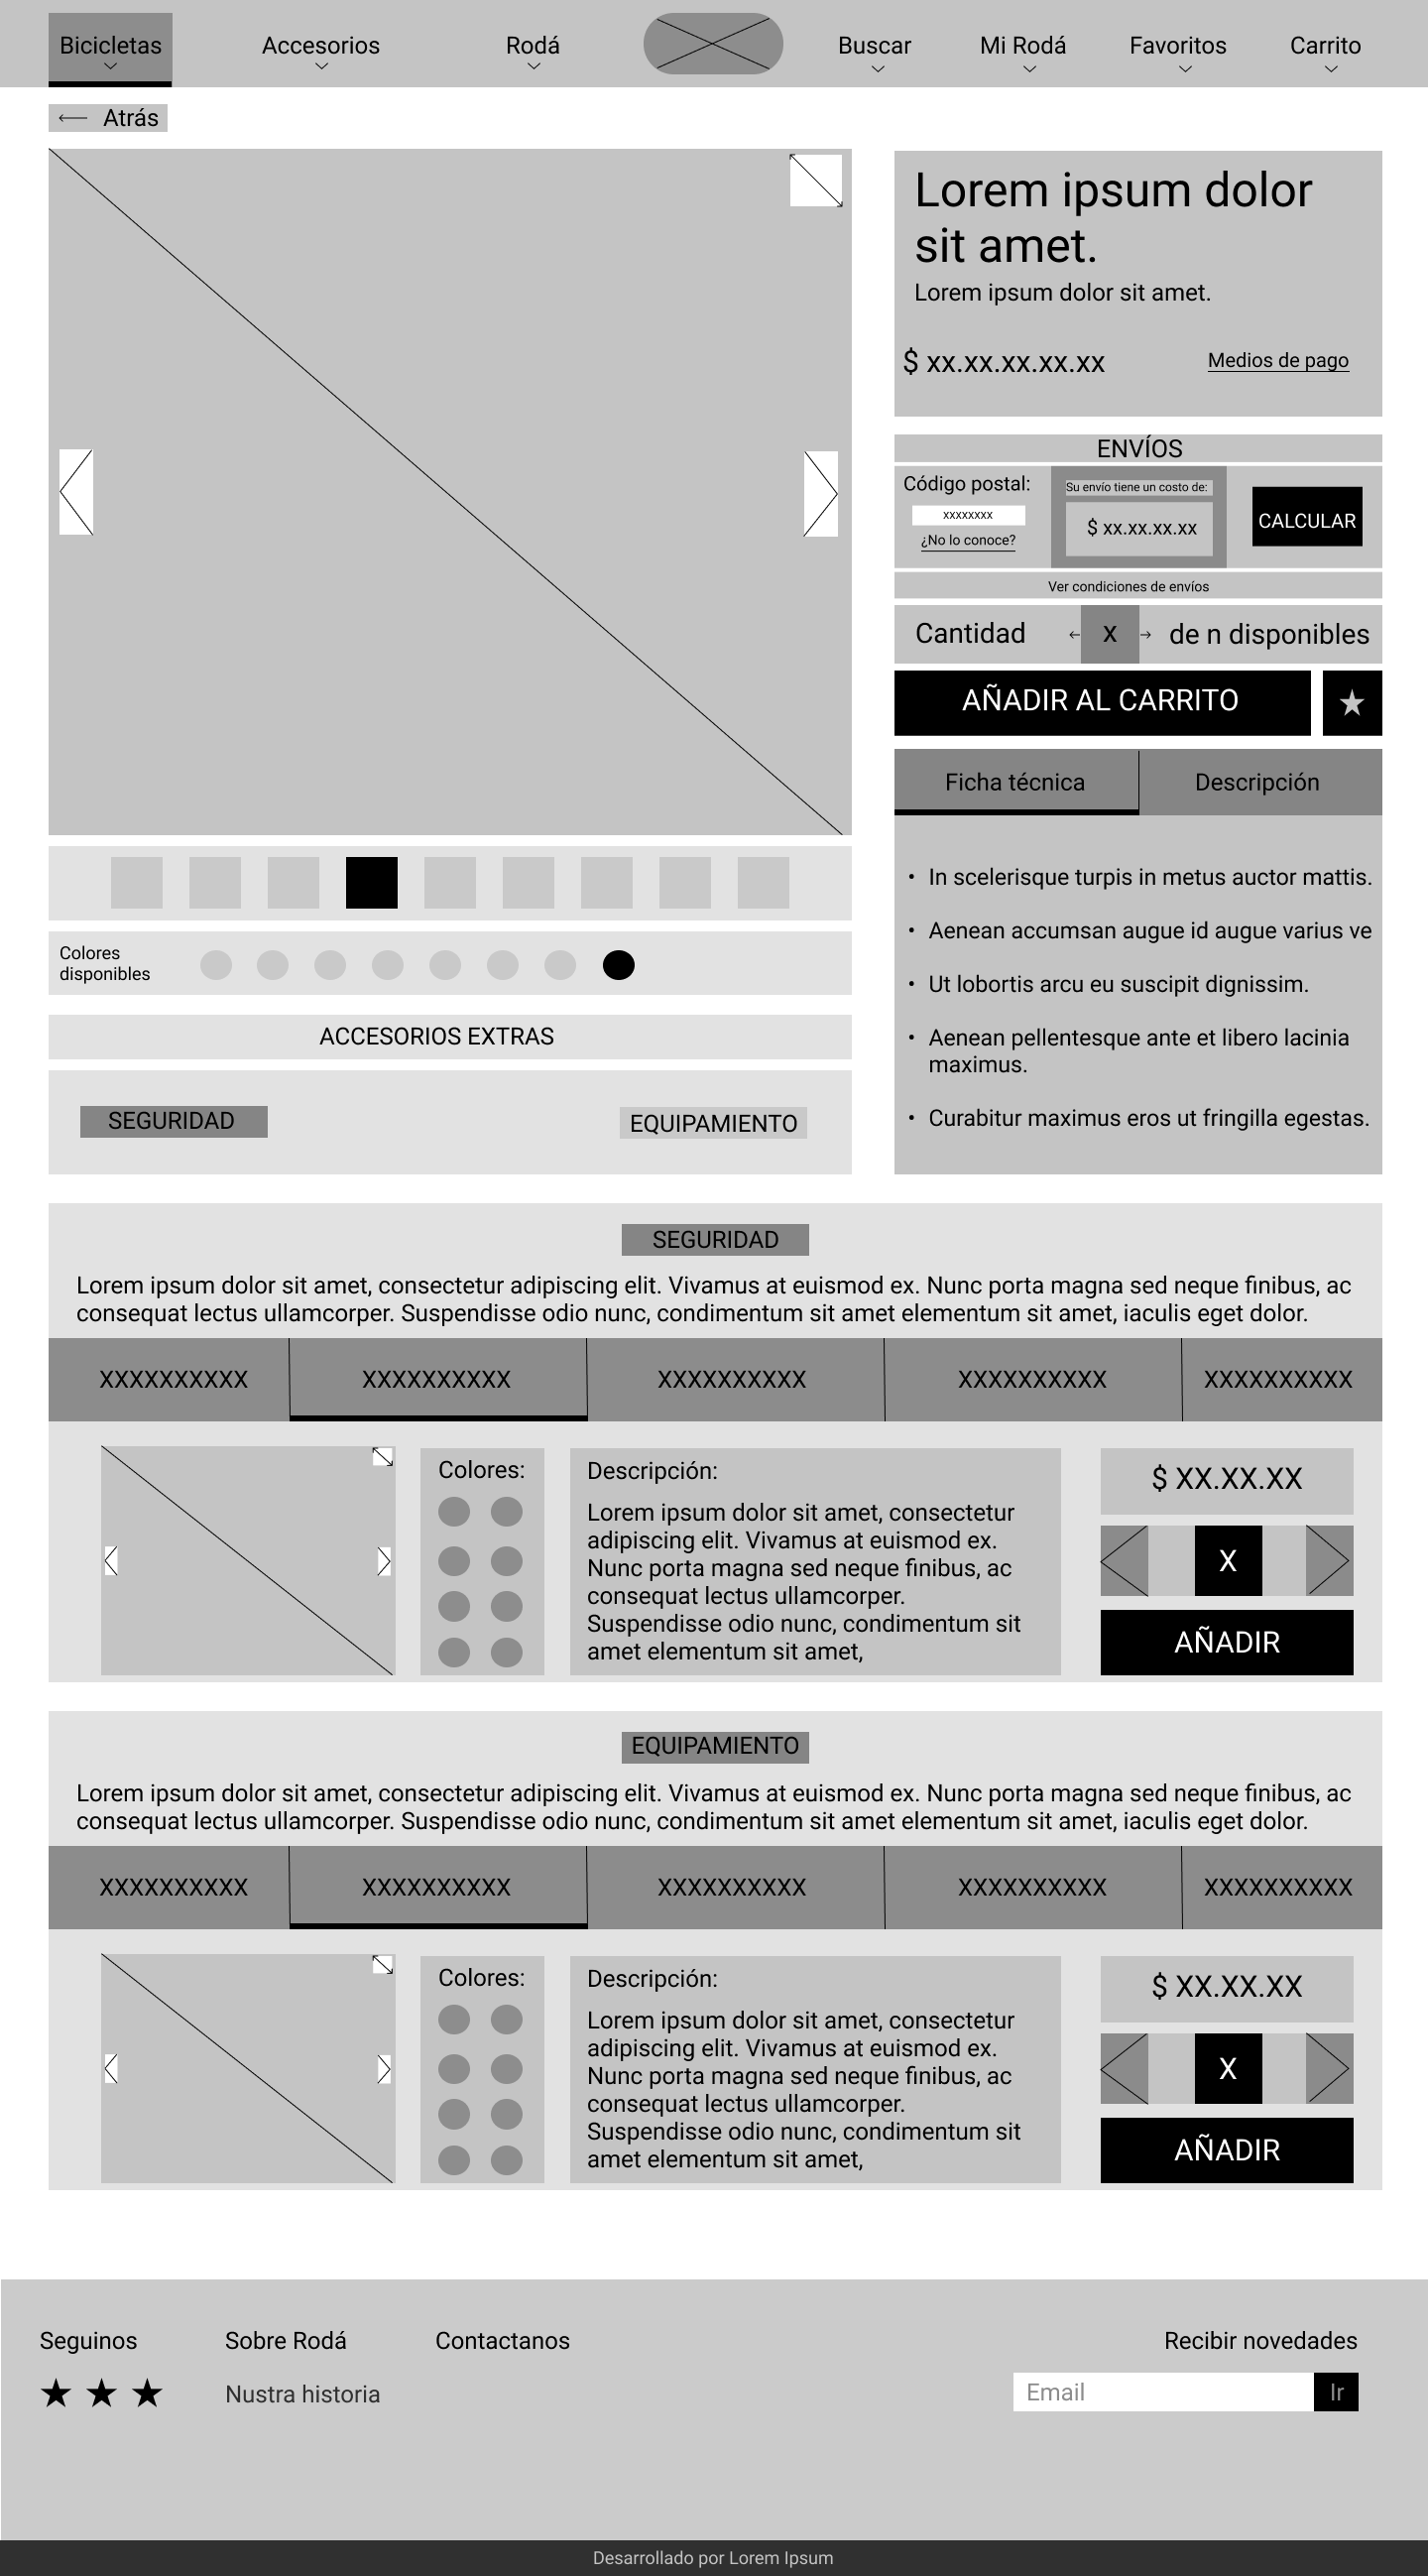 Bicicletas
Accesorios
Rodá
Buscar
Mi Rodá
Favoritos
Carrito
Atrás
Lorem ipsum dolor
sit amet.
Lorem ipsum dolor sit amet.
$ xx.xx.xx.xx.xx
Medios de pago
ENVÍOS
Código postal:
xxxxxxxx
¿No lo conoce?
Su envío tiene un costo de:
$ xx.xx.xx.xx
CALCULAR
Ver condiciones de envíos
Cantidad
X
de n disponibles
AÑADIR AL CARRITO
Ficha técnica
Descripción
• In scelerisque turpis in metus auctor mattis.
• Aenean accumsan augue id augue varius ve
• Ut lobortis arcu eu suscipit dignissim.
• Aenean pellentesque ante et libero lacinia
maximus.
• Curabitur maximus eros ut fringilla egestas.
Colores
disponibles
ACCESORIOS EXTRAS
SEGURIDAD
EQUIPAMIENTO
SEGURIDAD
Lorem ipsum dolor sit amet, consectetur adipiscing elit. Vivamus at euismod ex. Nunc porta magna sed neque finibus, ac
consequat lectus ullamcorper. Suspendisse odio nunc, condimentum sit amet elementum sit amet, iaculis eget dolor.
XXXXXXXXXX
XXXXXXXXXX
XXXXXXXXXX
XXXXXXXXXX
XXXXXXXXXX
Colores:
Descripción:
Lorem ipsum dolor sit amet, consectetur
adipiscing elit. Vivamus at euismod ex.
Nunc porta magna sed neque finibus, ac
consequat lectus ullamcorper.
Suspendisse odio nunc, condimentum sit
amet elementum sit amet,
$ XX.XX.XX
X
AÑADIR
EQUIPAMIENTO
Lorem ipsum dolor sit amet, consectetur adipiscing elit. Vivamus at euismod ex. Nunc porta magna sed neque finibus, ac
consequat lectus ullamcorper. Suspendisse odio nunc, condimentum sit amet elementum sit amet, iaculis eget dolor.
XXXXXXXXXX
XXXXXXXXXX
XXXXXXXXXX
XXXXXXXXXX
XXXXXXXXXX
Colores:
Descripción:
Lorem ipsum dolor sit amet, consectetur
adipiscing elit. Vivamus at euismod ex.
Nunc porta magna sed neque finibus, ac
consequat lectus ullamcorper.
Suspendisse odio nunc, condimentum sit
amet elementum sit amet,
$ XX.XX.XX
X
AÑADIR
Seguinos
Sobre Rodá
Nustra historia
Contactanos
Recibir novedades
Email
Ir
Desarrollado por Lorem Ipsum